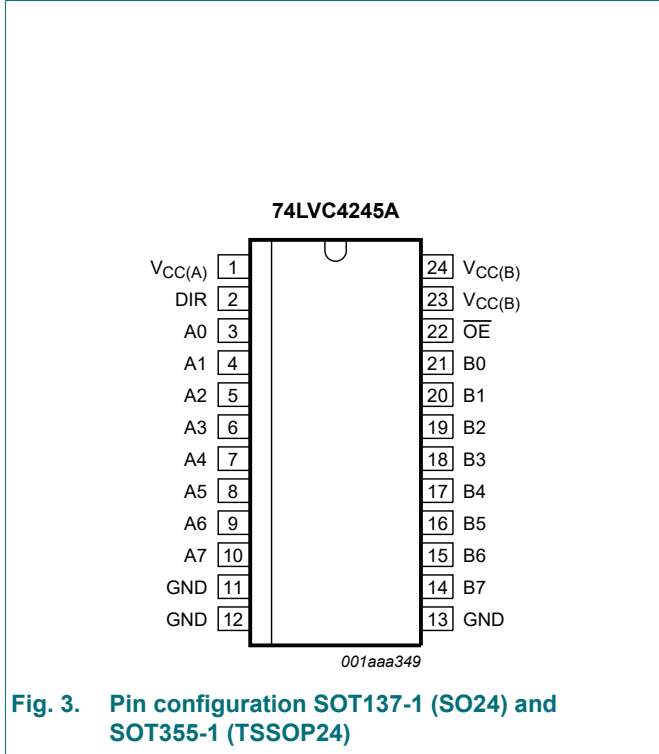 74LVC4245A
VCC(A) 1 24 VCC(B)
DIR 2 23 VCC(B)
A0 3 22 O̅E̅
A1 4 21 B0
A2 5 20 B1
A3 6 19 B2
A4 7 18 B3
A5 8 17 B4
A6 9 16 B5
A7 10 15 B6
GND 11 14 B7
GND 12 13 GND
001aaa349
Fig. 3. Pin configuration SOT137-1 (SO24) and
SOT355-1 (TSSOP24)